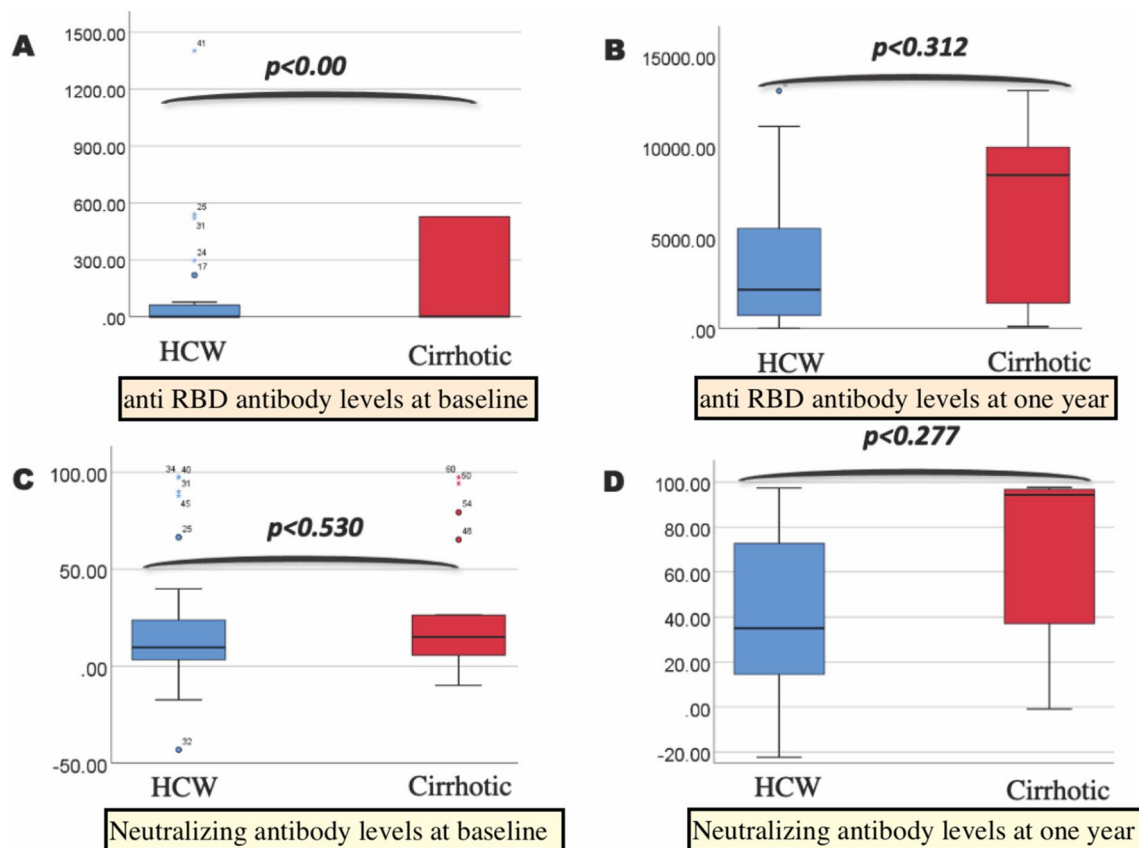 A
1500.00
1200.00
900.00
600.00
300.00
.00
p<0.00
41
25
31
24
17
HCW
Cirrhotic
anti RBD antibody levels at baseline
B
15000.00
10000.00
5000.00
.00
p<0.312
HCW
Cirrhotic
anti RBD antibody levels at one year
C
100.00
50.00
.00
-50.00
34 40
31
45
25
32
p<0.530
60
50
54
48
HCW
Cirrhotic
Neutralizing antibody levels at baseline
p<0.277
D
100.00
80.00
60.00
40.00
20.00
.00
-20.00
HCW
Cirrhotic
Neutralizing antibody levels at one year